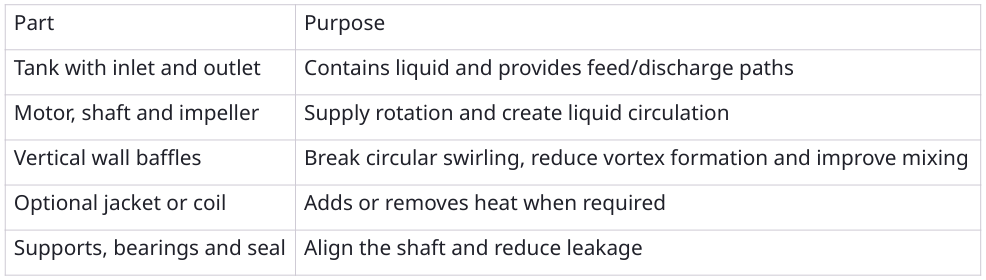 Part Purpose
Tank with inlet and outlet Contains liquid and provides feed/discharge paths
Motor, shaft and impeller Supply rotation and create liquid circulation
Vertical wall baffles Break circular swirling, reduce vortex formation and improve mixing
Optional jacket or coil Adds or removes heat when required
Supports, bearings and seal Align the shaft and reduce leakage